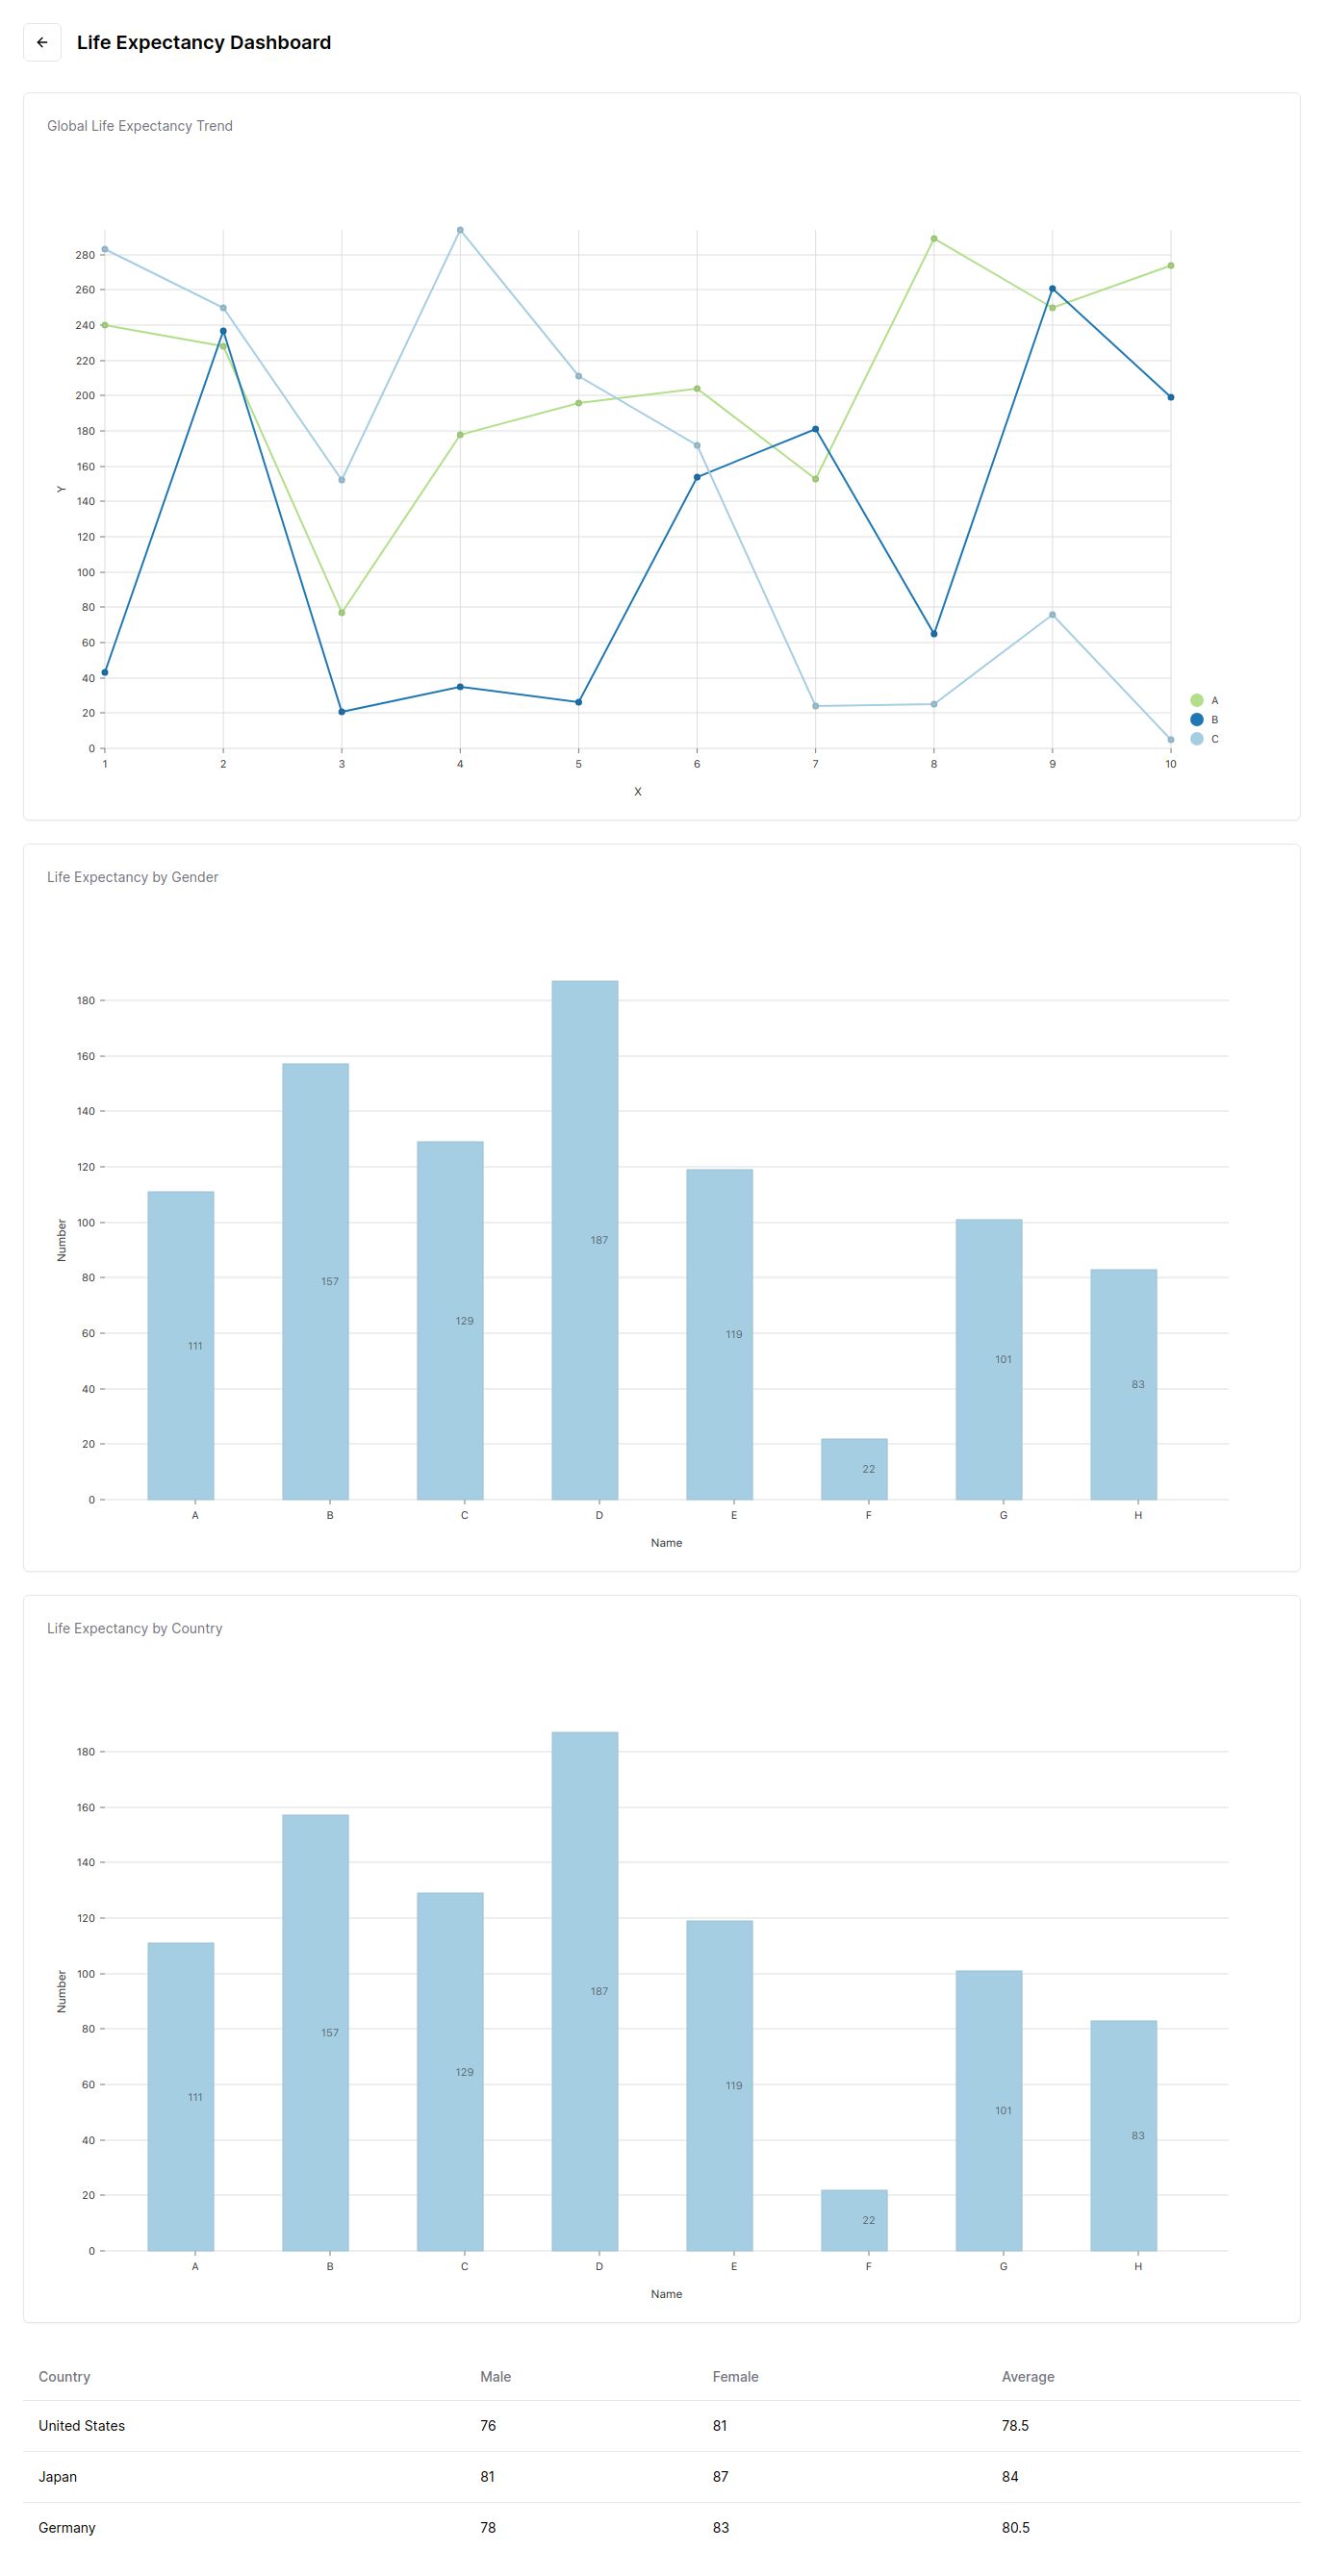 Life Expectancy Dashboard
Global Life Expectancy Trend
280
260
240
220
200
180
160
Y
140
120
100
80
60
40
20
0
A
B
C
1 2 3 4 5 6 7 8 9 10
X
Life Expectancy by Gender
180
160
140
120
100
Number
80
60
40
20
0
111 157 129 187 119 22 101 83
A B C D E F G H
Name
Life Expectancy by Country
180
160
140
120
100
Number
80
60
40
20
0
111 157 129 187 119 22 101 83
A B C D E F G H
Name
Country Male Female Average
United States 76 81 78.5
Japan 81 87 84
Germany 78 83 80.5